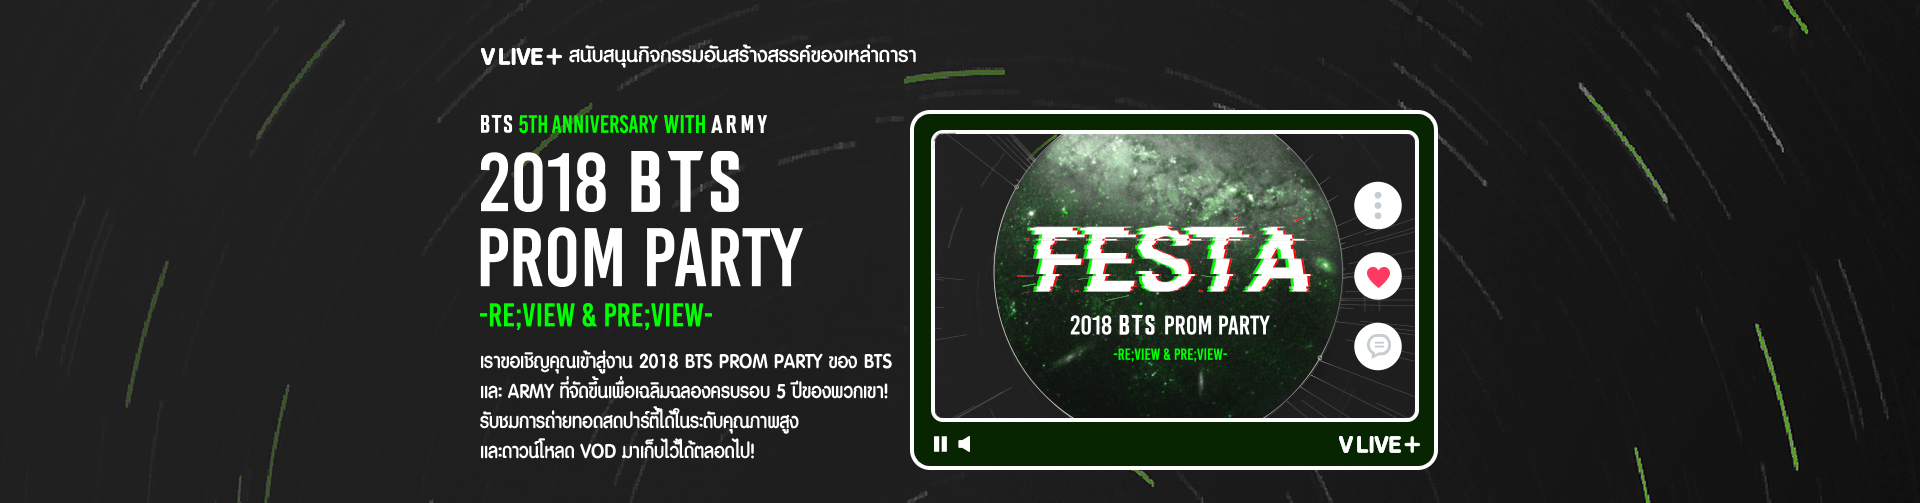 V LIVE+ สนับสนุนกิจกรรมอันสร้างสรรค์ของเหล่าดารา
BTS 5TH ANNIVERSARY WITH ARMY
2018 BTS
PROM PARTY
-RE;VIEW & PRE;VIEW-
เราขอเชิญคุณเข้าสู่งาน 2018 BTS PROM PARTY ของ BTS
และ ARMY ที่จัดขึ้นเพื่อเฉลิมฉลองครบรอบ 5 ปีของพวกเขา!
รับชมการถ่ายทอดสดปาร์ตี้ได้ในระดับคุณภาพสูง
และดาวน์โหลด VOD มาเก็บไว้ได้ตลอดไป!
FESTA
2018 BTS PROM PARTY
-RE;VIEW & PRE;VIEW-
V LIVE+